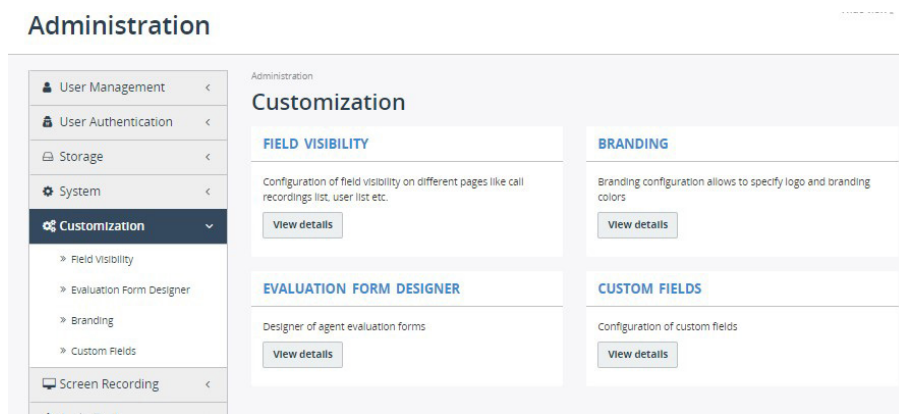 Administration
User Management
User Authentication
Storage
System
Customization
» Field Visibility
» Evaluation Form Designer
» Branding
» Custom Fields
Screen Recording
Administration
Customization
FIELD VISIBILITY
Configuration of field visibility on different pages like call
recordings list, user list etc.
View details
BRANDING
Branding configuration allows to specify logo and branding
colors
View details
EVALUATION FORM DESIGNER
Designer of agent evaluation forms
View details
CUSTOM FIELDS
Configuration of custom fields
View details